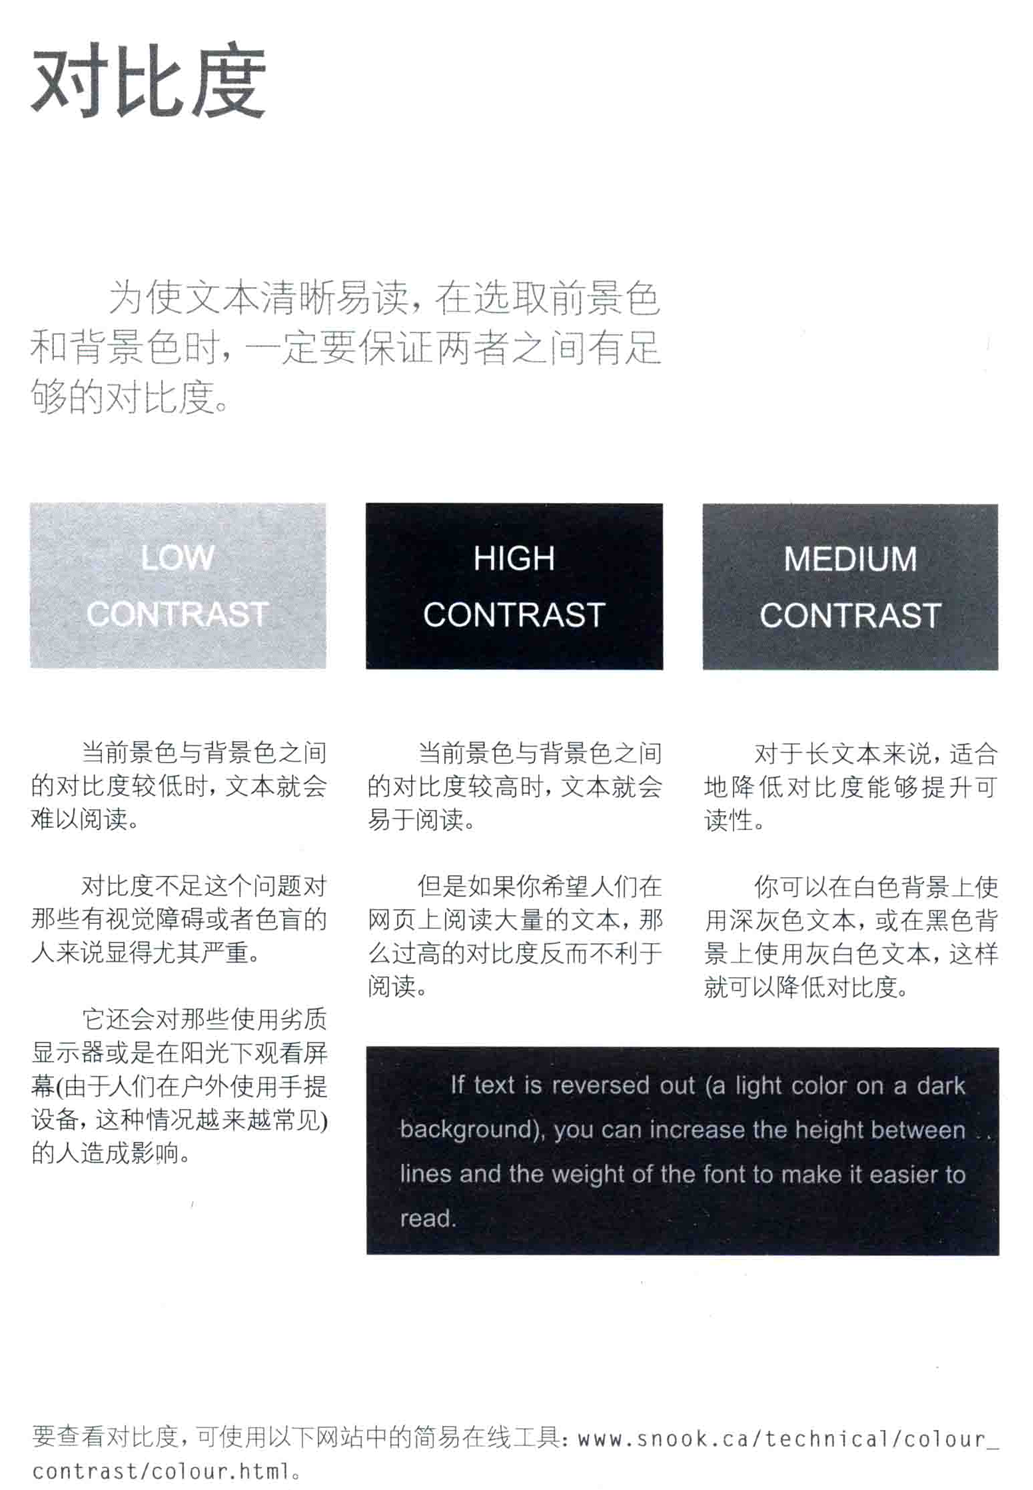 对比度
为使文本清晰易读，在选取前景色
和背景色时，一定要保证两者之间有足
够的对比度。
LOW
CONTRAST
当前景色与背景色之间
的对比度较低时，文本就会
难以阅读。
对比度不足这个问题对
那些有视觉障碍或者色盲的
人来说显得尤其严重。
它还会对那些使用劣质
显示器或是在阳光下观看屏
幕(由于人们在户外使用手提
设备，这种情况越来越常见)
的人造成影响。
HIGH
CONTRAST
当前景色与背景色之间
的对比度较高时，文本就会
易于阅读。
但是如果你希望人们在
网页上阅读大量的文本，那
么过高的对比度反而不利于
阅读。
MEDIUM
CONTRAST
对于长文本来说，适合
地降低对比度能够提升可
读性。
你可以在白色背景上使
用深灰色文本，或在黑色背
景上使用灰白色文本，这样
就可以降低对比度。
If text is reversed out (a light color on a dark
background), you can increase the height between
lines and the weight of the font to make it easier to
read.
要查看对比度，可使用以下网站中的简易在线工具：www.snook.ca/technical/colour_
contrast/colour.html。